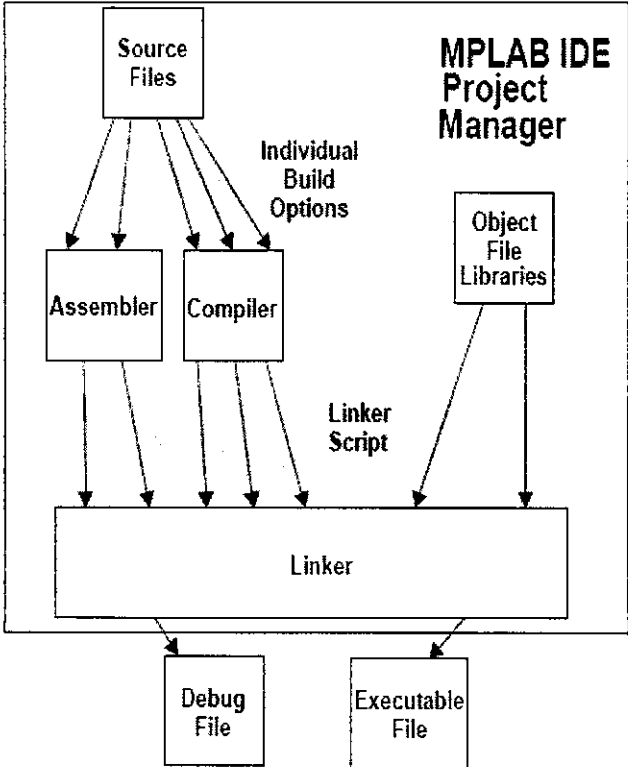 Source
Files
MPLAB IDE
Project
Manager
Individual
Build
Options
Object
File
Libraries
Assembler
Compiler
Linker
Script
Linker
Debug
File
Executable
File